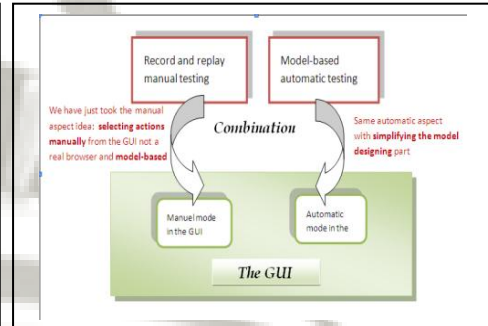 Record and replay
manual testing
Model-based
automatic testing
We have just took the manual
aspect idea: selecting actions
manually from the GUI not a
real browser and model-based
Combination
Same automatic aspect
with simplifying the model
designing part
Manuel mode
in the GUI
Automatic
mode in the
The GUI